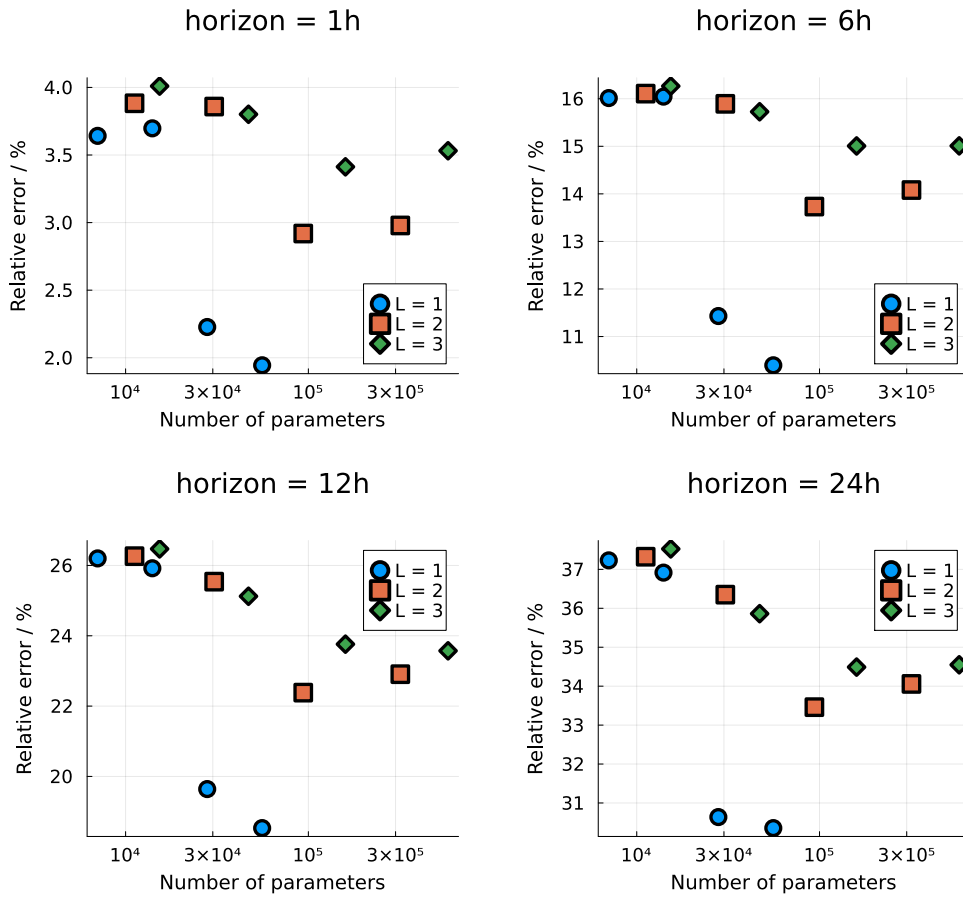 horizon = 1h
Relative error / %
4.0
3.5
3.0
2.5
2.0
L = 1
L = 2
L = 3
10⁴
3×10⁴
10⁵
3×10⁵
Number of parameters
horizon = 6h
Relative error / %
16
15
14
13
12
11
L = 1
L = 2
L = 3
10⁴
3×10⁴
10⁵
3×10⁵
Number of parameters
horizon = 12h
Relative error / %
26
24
22
20
L = 1
L = 2
L = 3
10⁴
3×10⁴
10⁵
3×10⁵
Number of parameters
horizon = 24h
Relative error / %
37
36
35
34
33
32
31
L = 1
L = 2
L = 3
10⁴
3×10⁴
10⁵
3×10⁵
Number of parameters